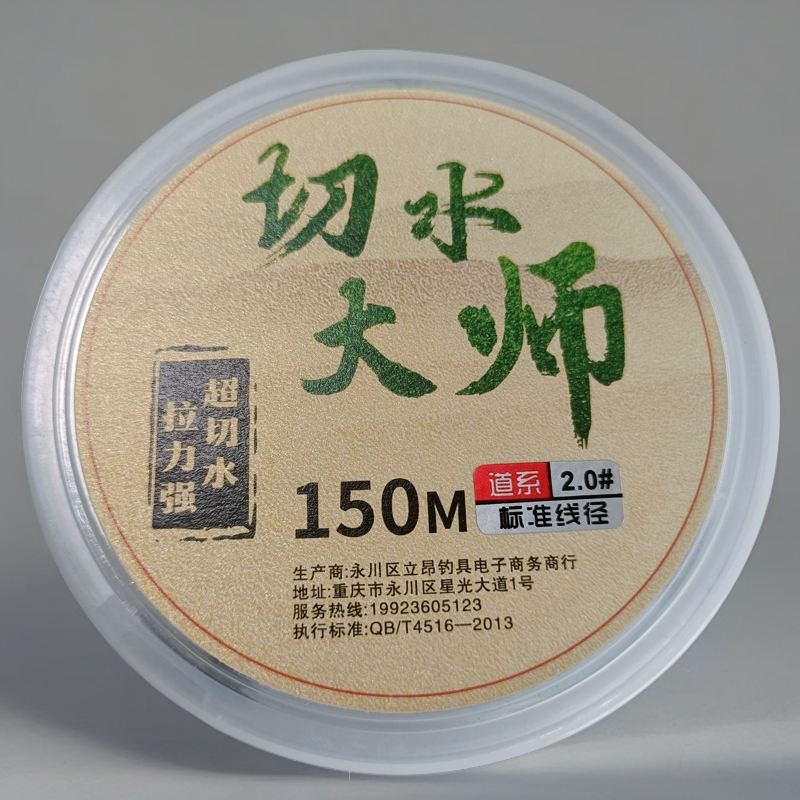 切水
大师
超切水
拉力强
150M
道系 2.0#
标准线径
生产商:永川区立昂钓具电子商务商行
地址:重庆市永川区星光大道1号
服务热线:19923605123
执行标准:QB/T4516—2013